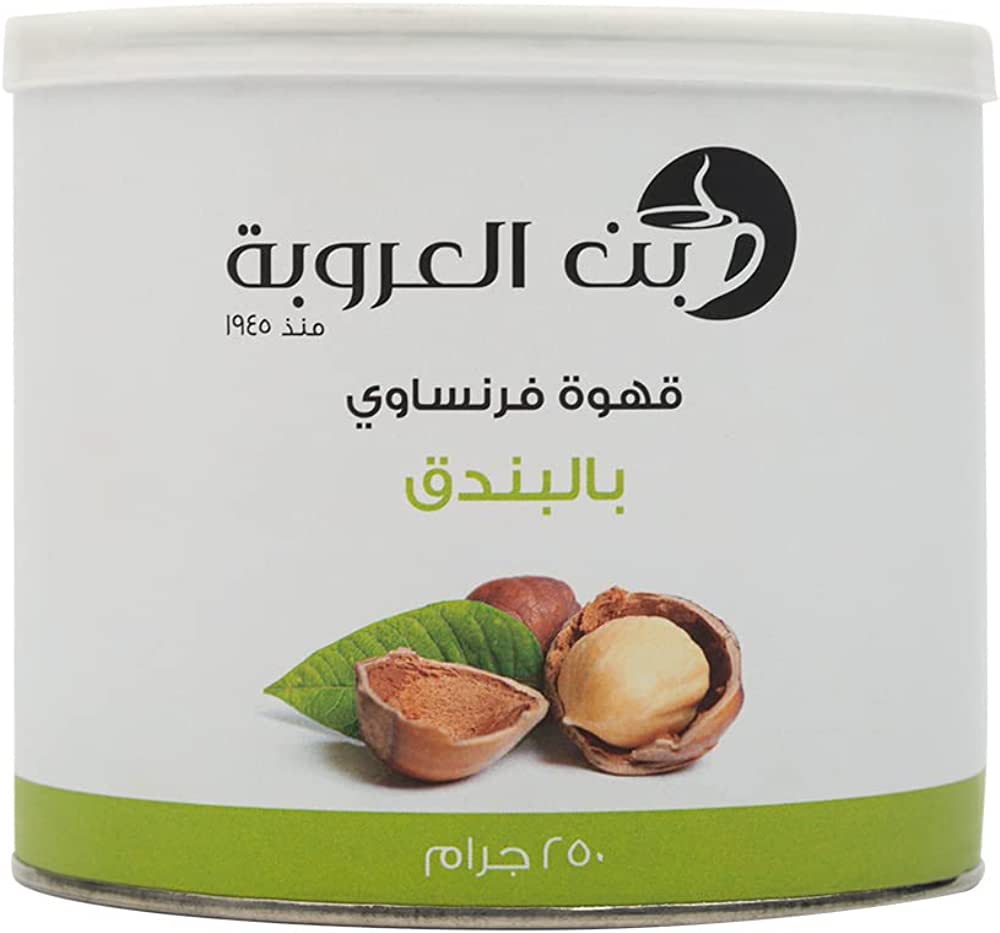 بن العروبة
منذ ١٩٤٥
قهوة فرنساوي
بالبندق
٢٥٠ جرام